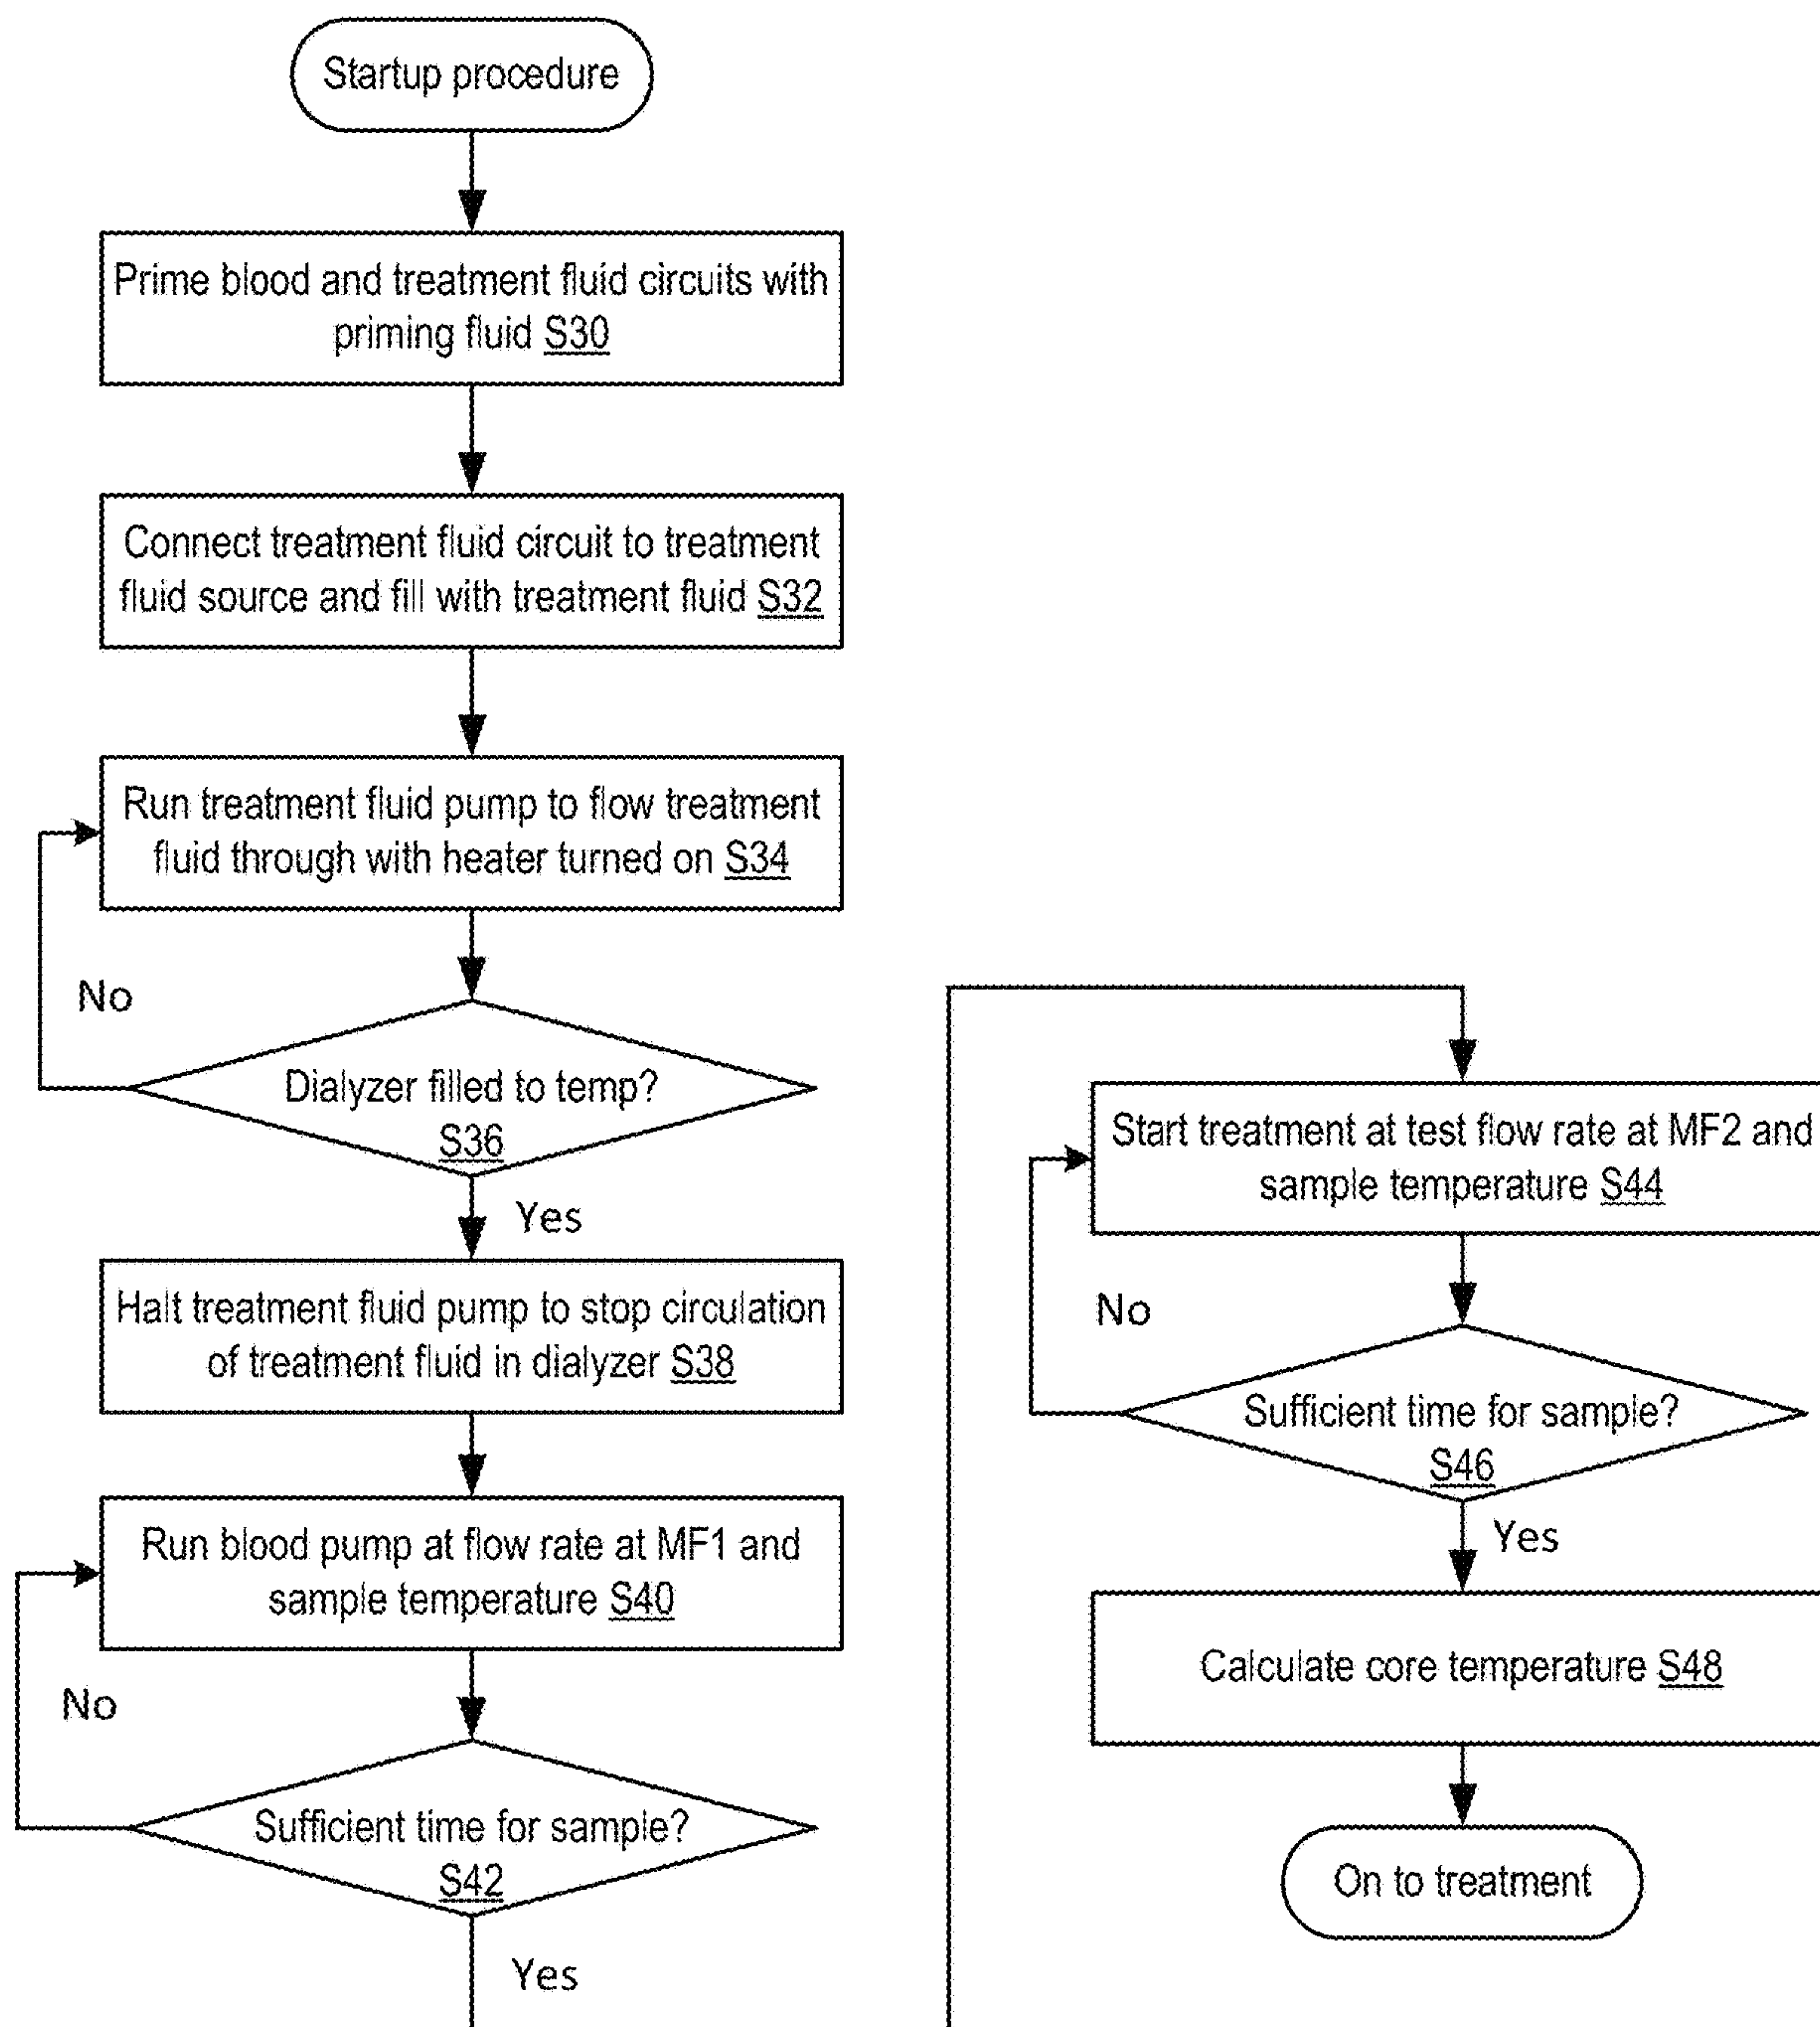 Startup procedure
Prime blood and treatment fluid circuits with
priming fluid S30
Connect treatment fluid circuit to treatment
fluid source and fill with treatment fluid S32
Run treatment fluid pump to flow treatment
fluid through with heater turned on S34
No
Dialyzer filled to temp?
S36
Yes
Halt treatment fluid pump to stop circulation
of treatment fluid in dialyzer S38
Run blood pump at flow rate at MF1 and
sample temperature S40
No
Sufficient time for sample?
S42
Yes
Start treatment at test flow rate at MF2 and
sample temperature S44
No
Sufficient time for sample?
S46
Yes
Calculate core temperature S48
On to treatment